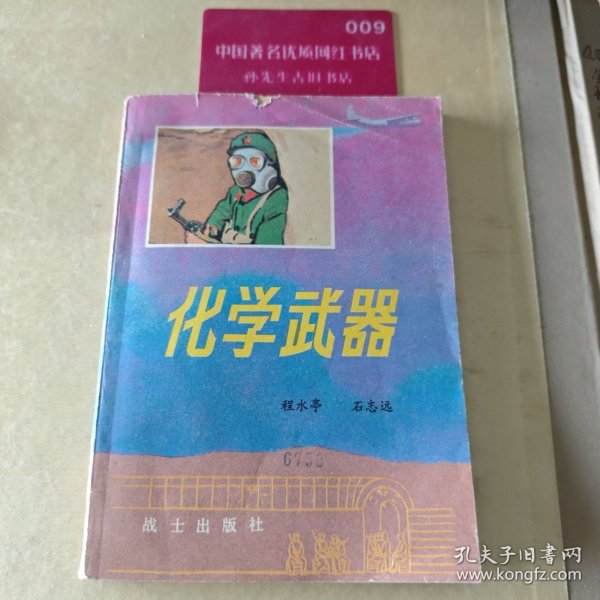 009
中国著名优质网红书店
孙先生古旧书店
化学武器
程水亭 石志远
6753
战士出版社
孔夫子旧书网
www.kongfz.com